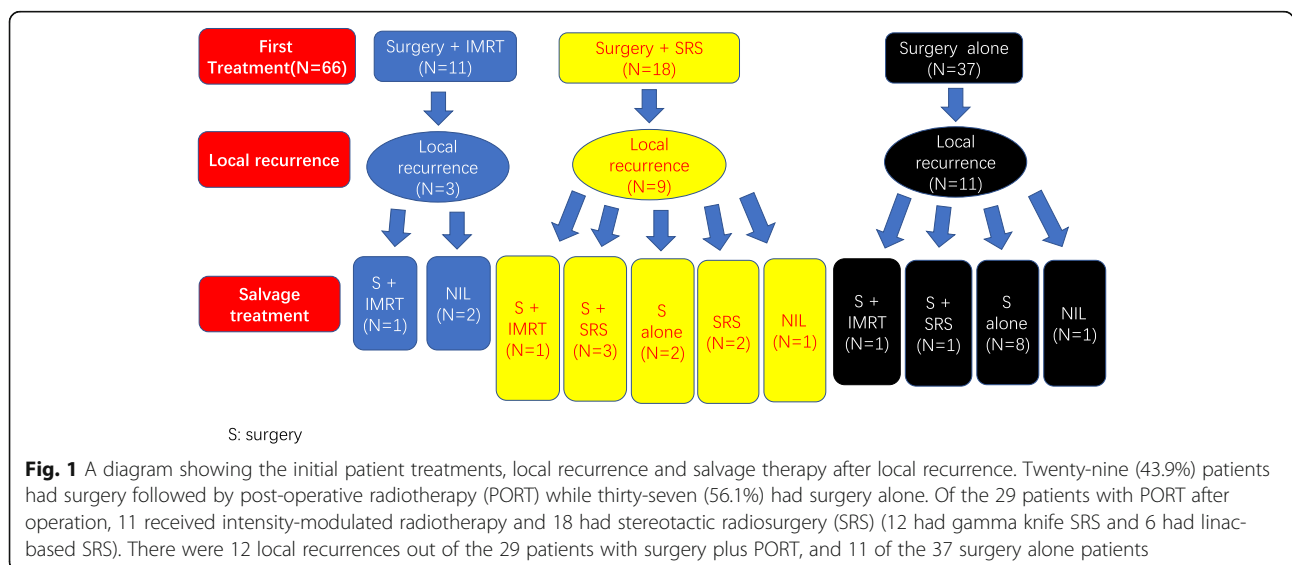 First
Treatment(N=66)
Surgery + IMRT
(N=11)
Surgery + SRS
(N=18)
Surgery alone
(N=37)
Local recurrence
Local
recurrence
(N=3)
Local
recurrence
(N=9)
Local
recurrence
(N=11)
Salvage
treatment
S +
IMRT
(N=1)
NIL
(N=2)
S +
IMRT
(N=1)
S +
SRS
(N=3)
S
alone
(N=2)
SRS
(N=2)
NIL
(N=1)
S +
IMRT
(N=1)
S +
SRS
(N=1)
S
alone
(N=8)
NIL
(N=1)
S: surgery
Fig. 1 A diagram showing the initial patient treatments, local recurrence and salvage therapy after local recurrence. Twenty-nine (43.9%) patients
had surgery followed by post-operative radiotherapy (PORT) while thirty-seven (56.1%) had surgery alone. Of the 29 patients with PORT after
operation, 11 received intensity-modulated radiotherapy and 18 had stereotactic radiosurgery (SRS) (12 had gamma knife SRS and 6 had linac-
based SRS). There were 12 local recurrences out of the 29 patients with surgery plus PORT, and 11 of the 37 surgery alone patients